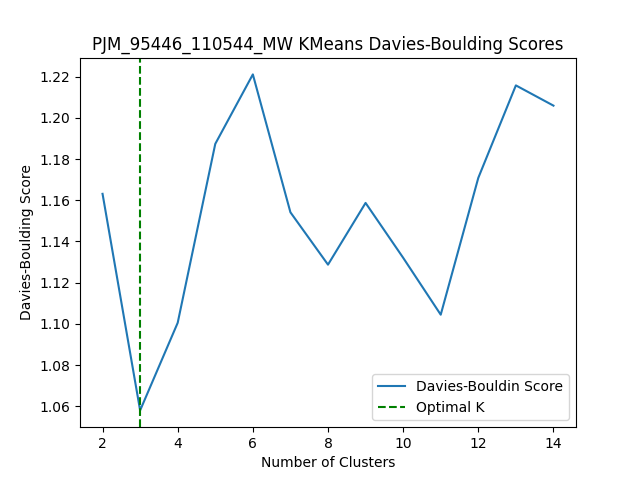 PJM_95446_110544_MW KMeans Davies-Boulding Scores
Davies-Boulding Score
1.22
1.20
1.18
1.16
1.14
1.12
1.10
1.08
1.06
Davies-Bouldin Score
Optimal K
2 4 6 8 10 12 14
Number of Clusters